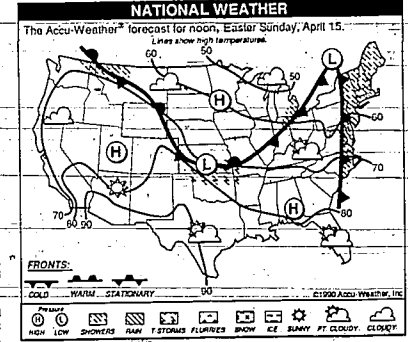 NATIONAL WEATHER
The Accu-Weather® forecast for noon, Easter Sunday, April 15.
Lines show high temperatures.
60
50
50
L
H
60
H
L
70
H
80
70 80 90
90
FRONTS:
COLD WARM STATIONARY
©1990 Accu-Weather, Inc.
Pressure
H L
HIGH LOW SHOWERS RAIN T-STORMS FLURRIES SNOW ICE SUNNY PT. CLOUDY CLOUDY